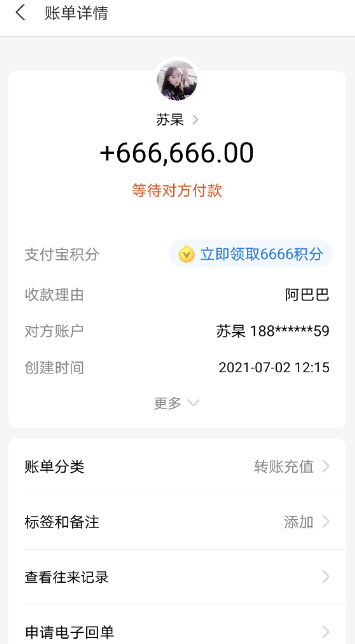 账单详情
苏杲
+666,666.00
等待对方付款
支付宝积分 立即领取6666积分
收款理由 阿巴巴
对方账户 苏杲 188******59
创建时间 2021-07-02 12:15
更多
账单分类 转账充值
标签和备注 添加
查看往来记录
申请电子回单